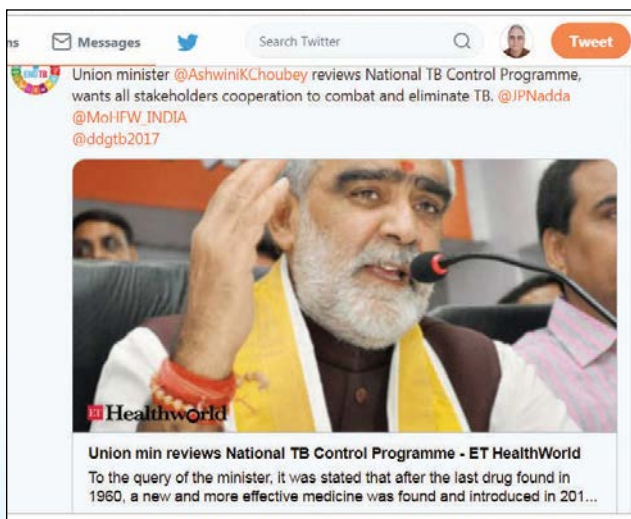 ns
Messages
Search Twitter
Tweet
Union minister @AshwiniKChoubey reviews National TB Control Programme,
wants all stakeholders cooperation to combat and eliminate TB. @JPNadda
@MoHFW_INDIA
@ddgtb2017
ET Healthworld
Union min reviews National TB Control Programme - ET HealthWorld
To the query of the minister, it was stated that after the last drug found in
1960, a new and more effective medicine was found and introduced in 201...